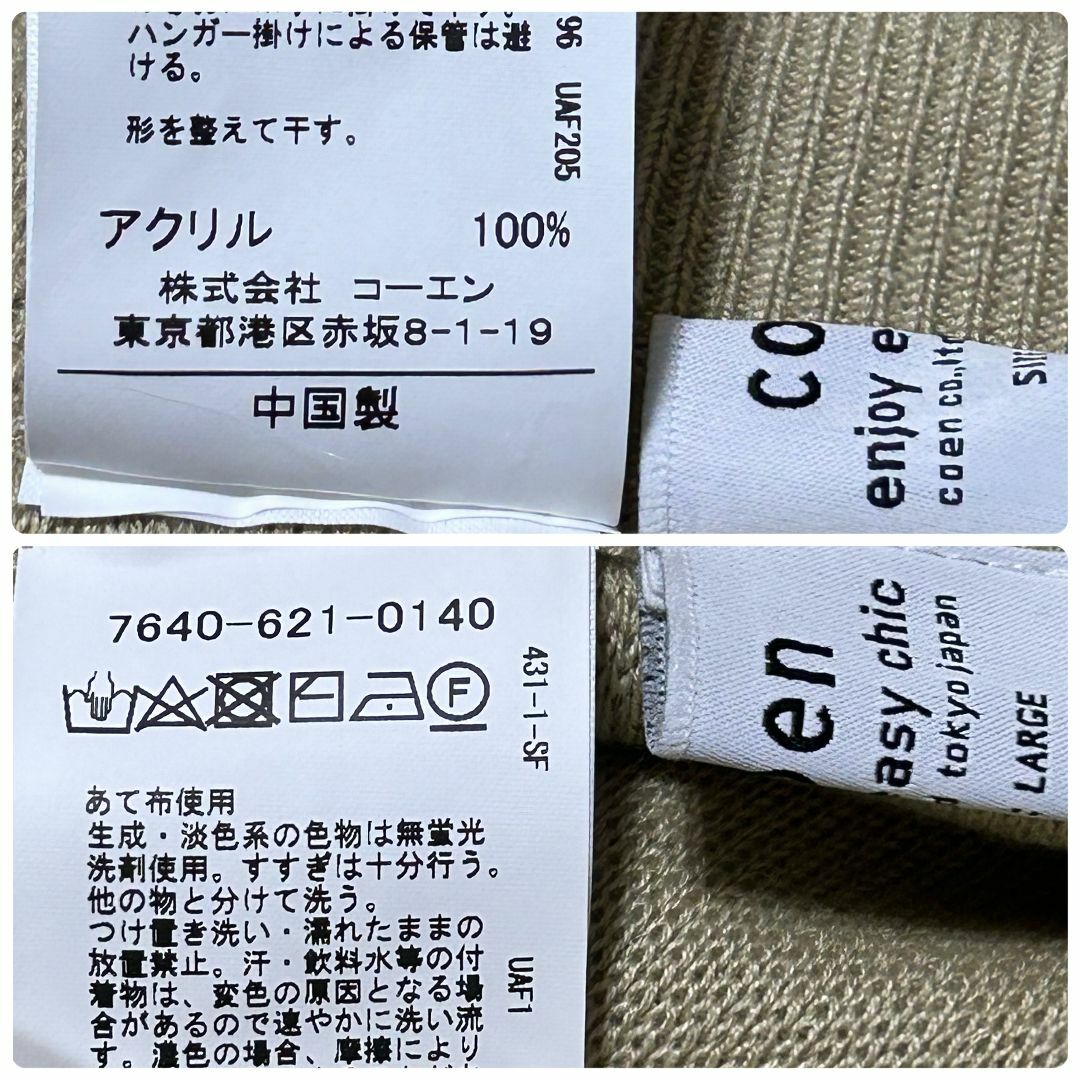 ハンガー掛けによる保管は避
ける。
形を整えて干す。
アクリル 100%
株式会社 コーエン
東京都港区赤坂8-1-19
中国製
96 UAF205
co
enjoy e
coen co.,ltd
7640-621-0140
F
431-1-SF
あて布使用
生成・淡色系の色物は無蛍光
洗剤使用。すすぎは十分行う。
他の物と分けて洗う。
つけ置き洗い・濡れたままの
放置禁止。汗・飲料水等の付
着物は、変色の原因となる場
合があるので速やかに洗い流
す。濃色の場合、摩擦により
UAF1
en
asy chic
tokyo japan
LARGE